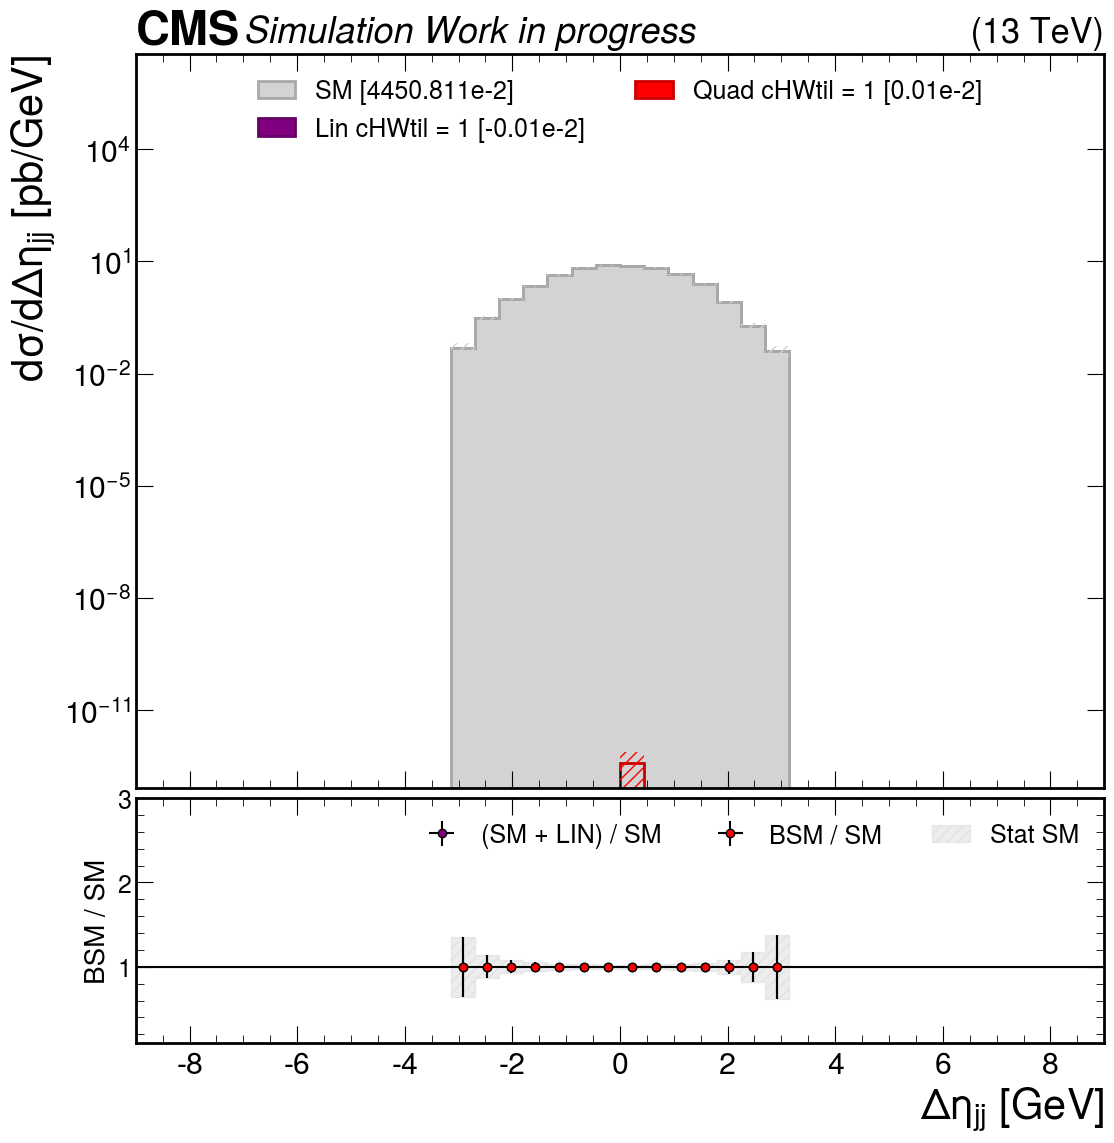 CMS Simulation Work in progress (13 TeV)
SM [4450.811e-2] Quad cHWtil = 1 [0.01e-2]
Lin cHWtil = 1 [-0.01e-2]
dσ/dΔη_jj [pb/GeV]
10^4
10^1
10^−2
10^−5
10^−8
10^−11
(SM + LIN) / SM BSM / SM Stat SM
BSM / SM
3
2
1
-8 -6 -4 -2 0 2 4 6 8
Δη_jj [GeV]